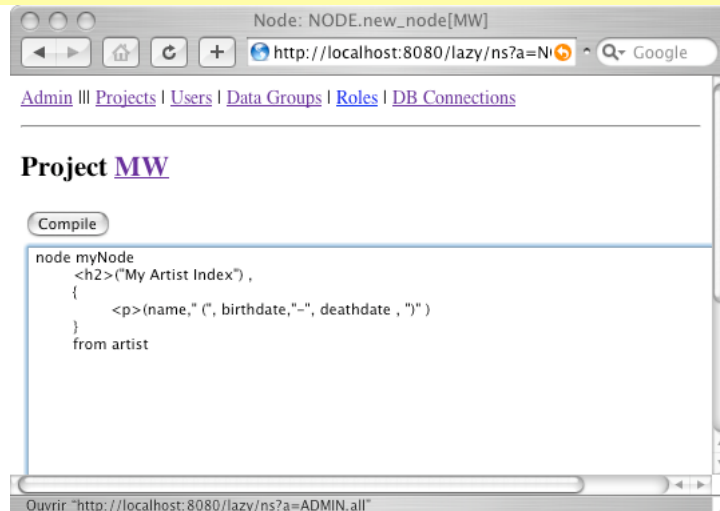 Node: NODE.new_node[MW]
http://localhost:8080/lazy/ns?a=N Google
Admin ||| Projects | Users | Data Groups | Roles | DB Connections
Project MW
Compile
node myNode
<h2>("My Artist Index") ,
{
<p>(name," (", birthdate,"-", deathdate , ")" )
}
from artist
Ouvrir "http://localhost:8080/lazy/ns?a=ADMIN.all"